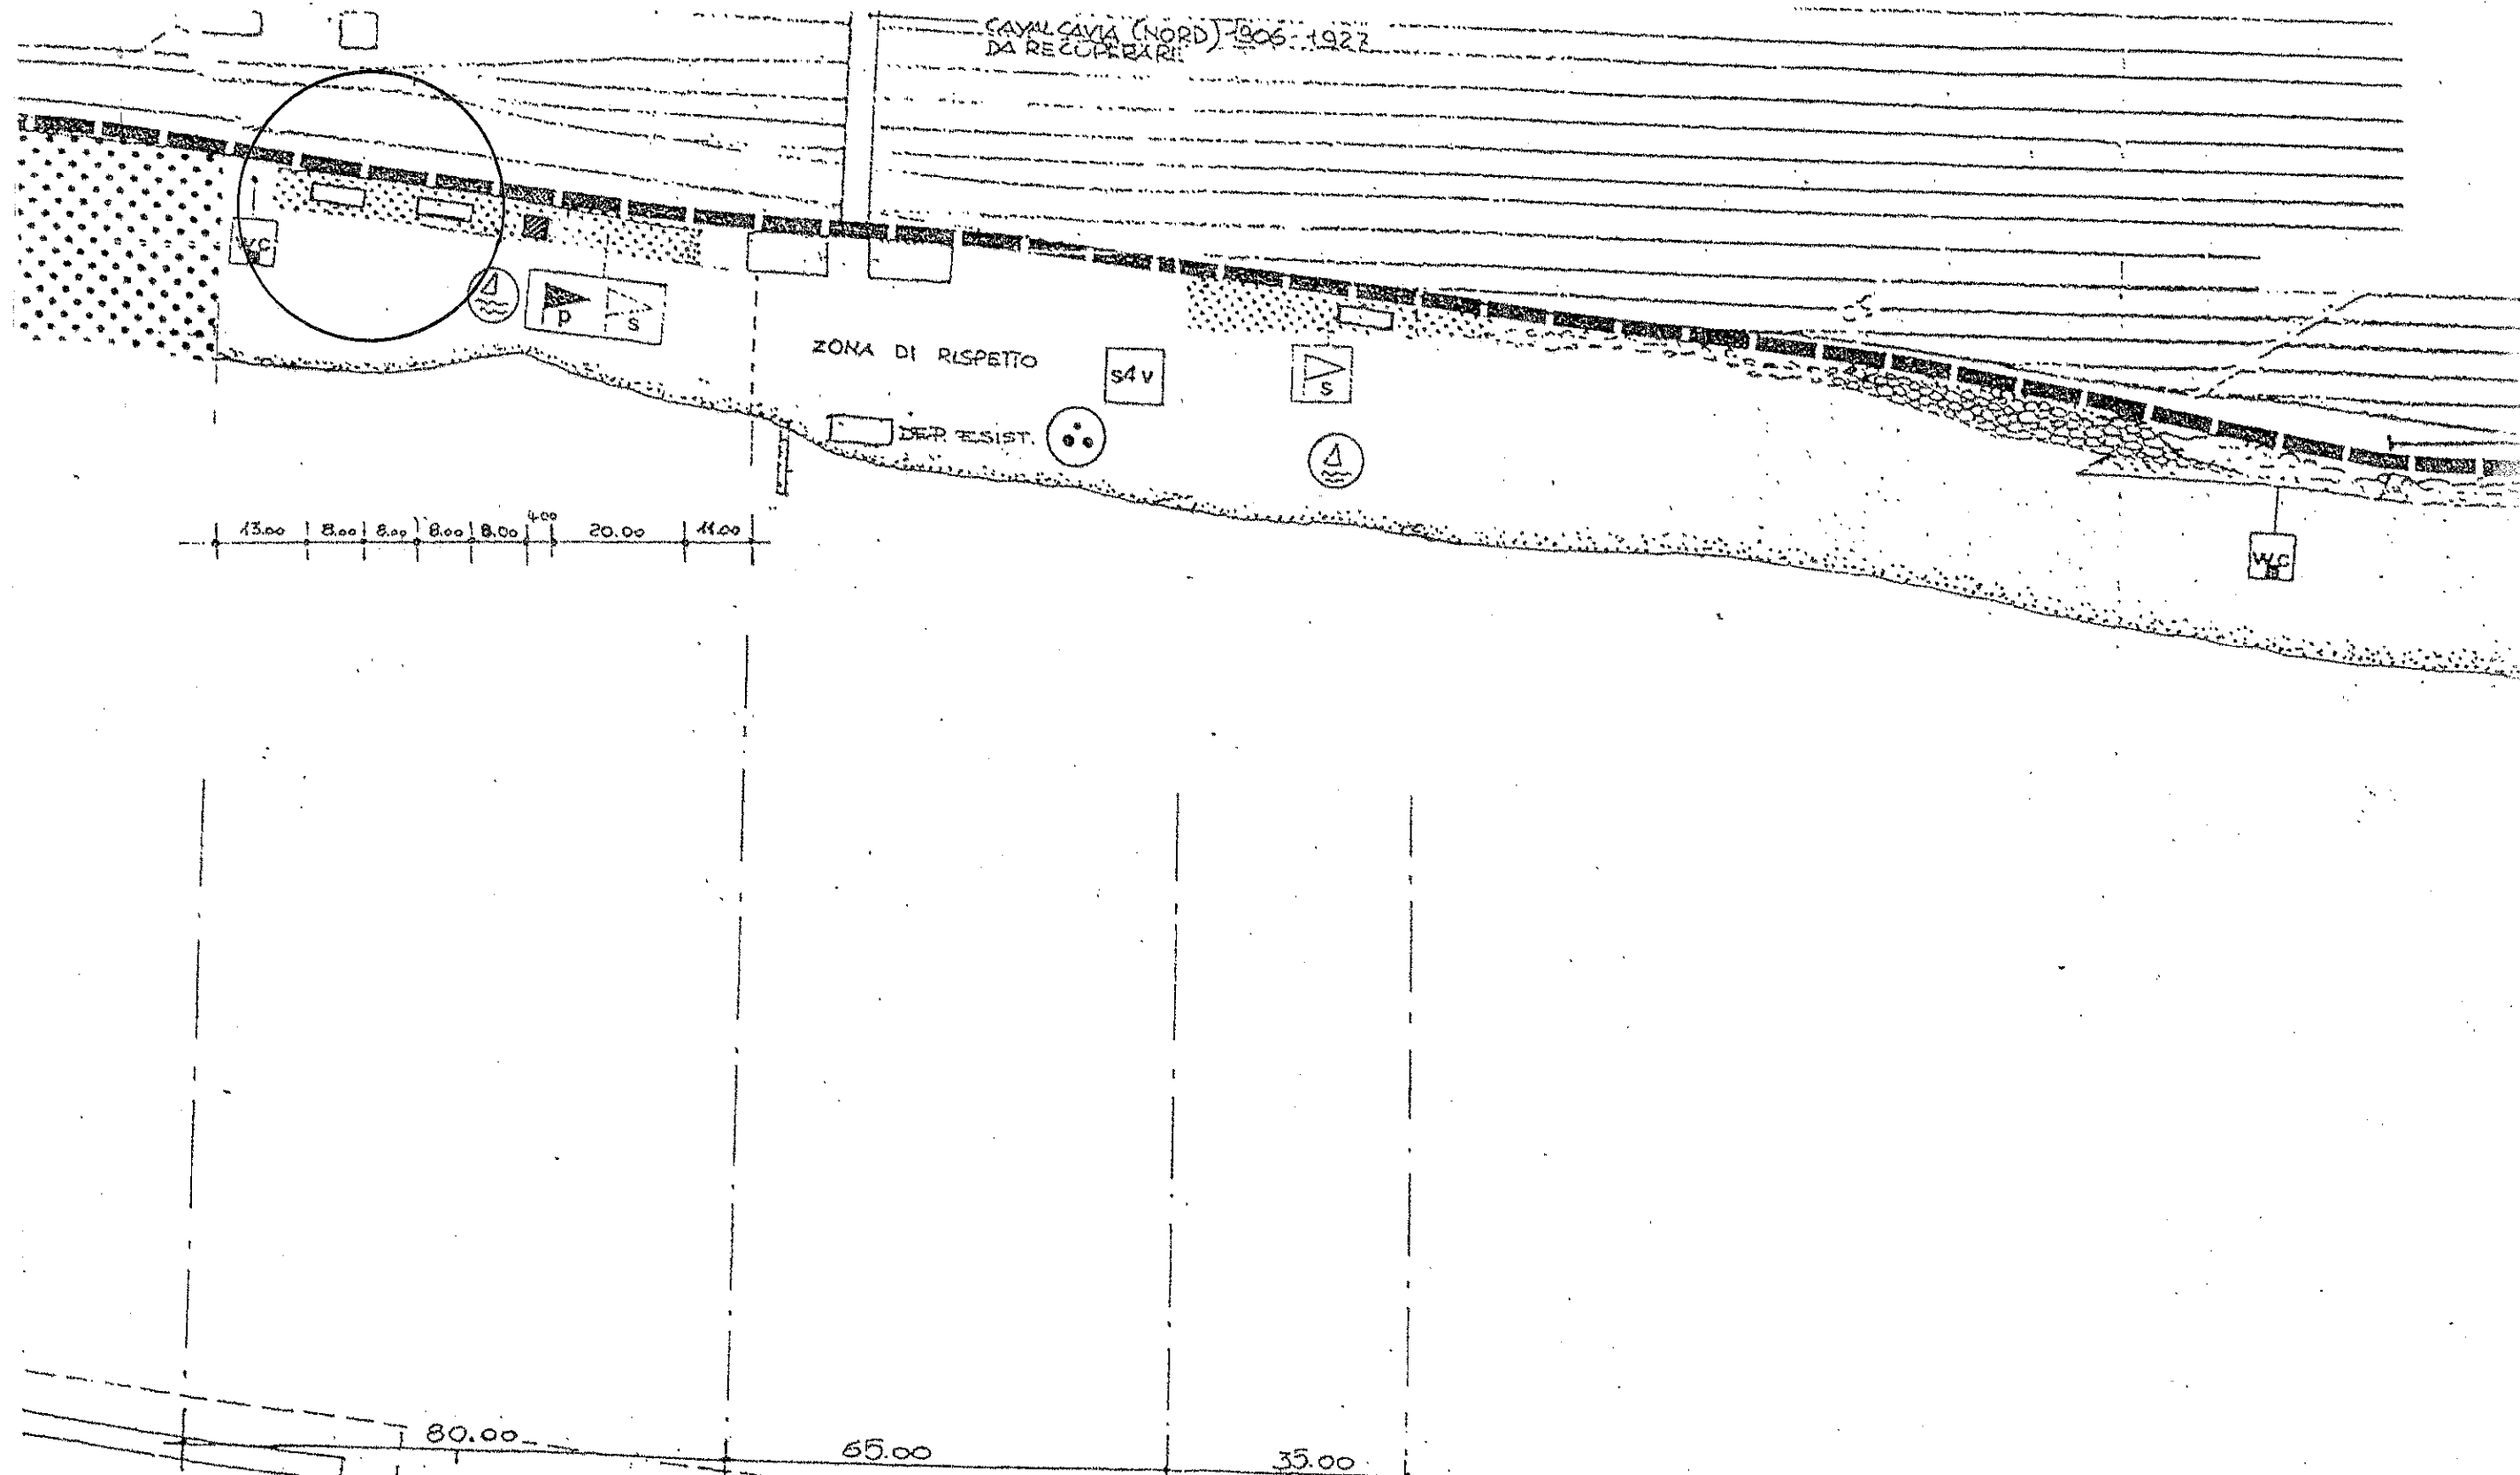 CAVALCAVIA (NORD) 1906-1927
DA RECUPERARE
WC
p
s
ZONA DI RISPETTO
s4v
s
DEP. ESIST.
13.00 8.00 8.00 8.00 8.00 4.00 20.00 11.00
WC
80.00
65.00
35.00